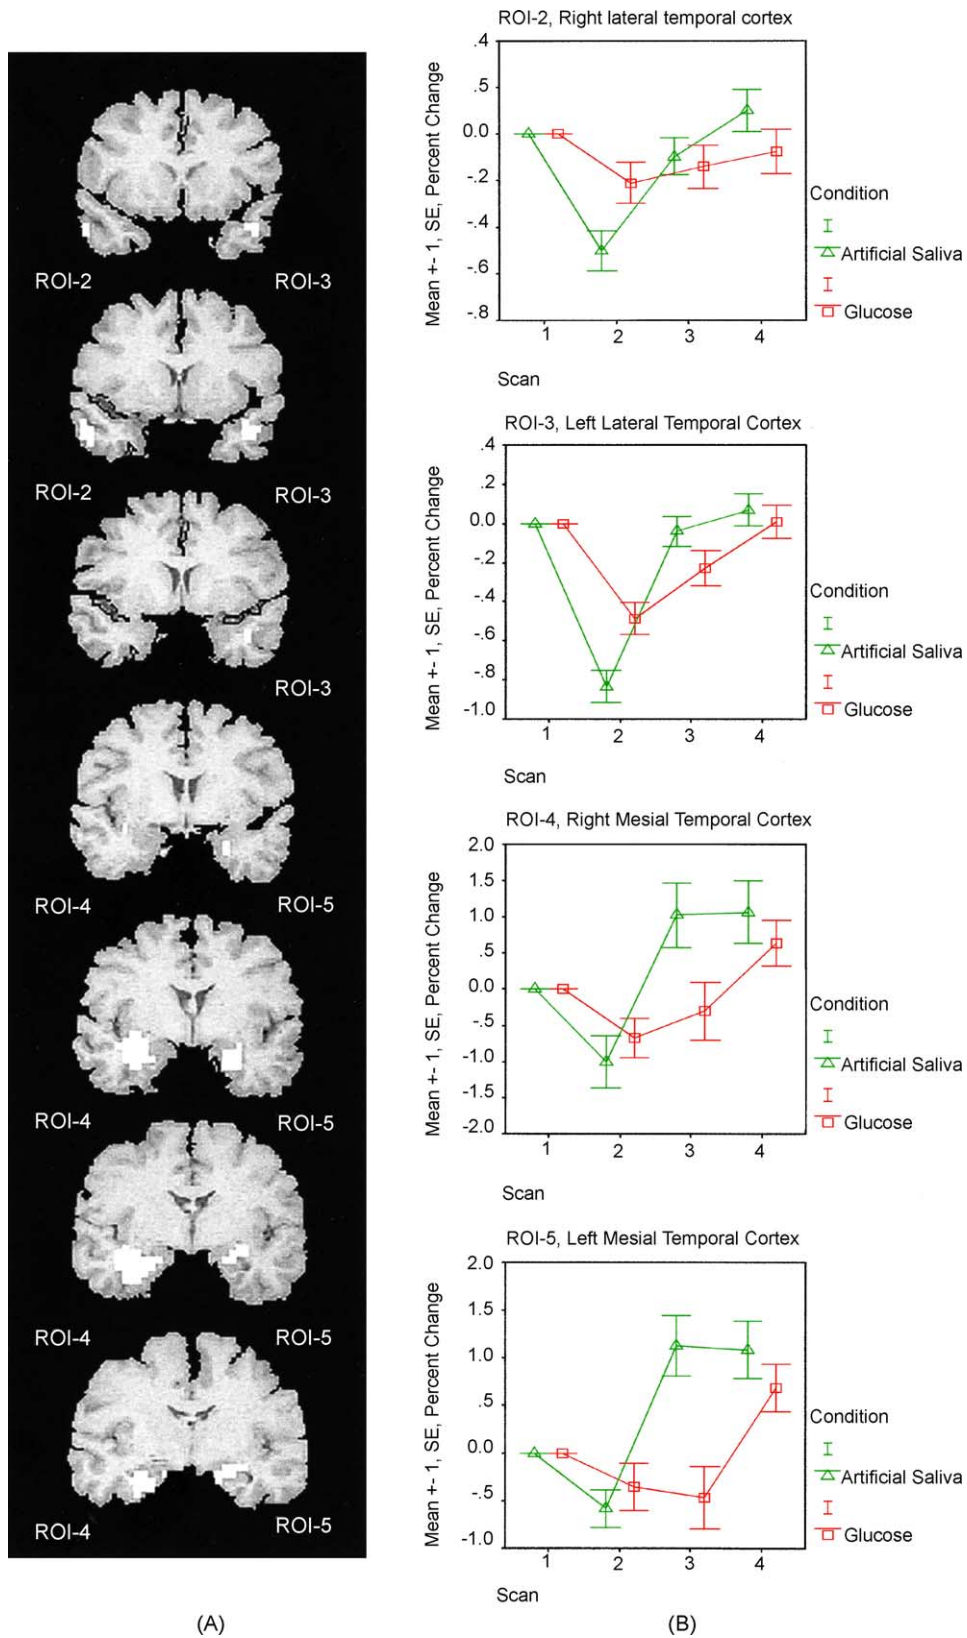 ROI-2 ROI-3
ROI-2 ROI-3
ROI-3
ROI-4 ROI-5
ROI-4 ROI-5
ROI-4 ROI-5
ROI-4 ROI-5
(A)
ROI-2, Right lateral temporal cortex
Mean +- 1, SE, Percent Change
.4
.5
0.0
-.2
-.4
-.6
-.8
1 2 3 4
Scan
Condition
Artificial Saliva
Glucose
ROI-3, Left Lateral Temporal Cortex
Mean +- 1, SE, Percent Change
.4
.2
0.0
-.2
-.4
-.6
-.8
-1.0
1 2 3 4
Scan
Condition
Artificial Saliva
Glucose
ROI-4, Right Mesial Temporal Cortex
Mean +- 1, SE, Percent Change
2.0
1.5
1.0
.5
0.0
-.5
-1.0
-1.5
-2.0
1 2 3 4
Scan
Condition
Artificial Saliva
Glucose
ROI-5, Left Mesial Temporal Cortex
Mean +- 1, SE, Percent Change
2.0
1.5
1.0
.5
0.0
-.5
-1.0
1 2 3 4
Scan
Condition
Artificial Saliva
Glucose
(B)